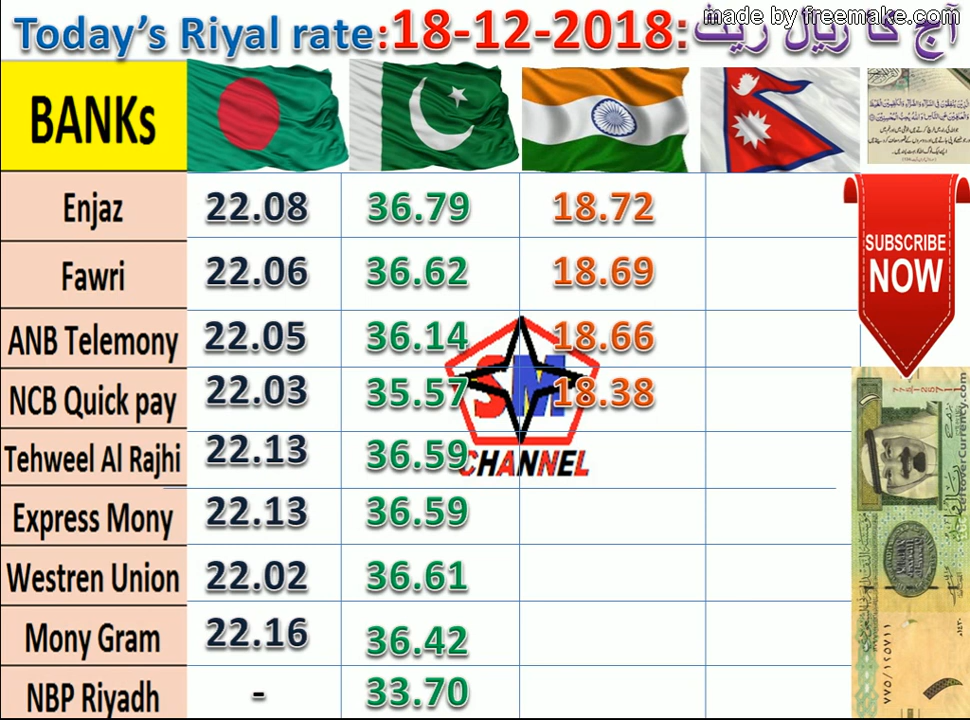 made by freemake.com
Today's Riyal rate:18-12-2018:آج کا ریال ریٹ
BANKs
Enjaz 22.08 36.79 18.72
Fawri 22.06 36.62 18.69
ANB Telemony 22.05 36.14 18.66
NCB Quick pay 22.03 35.57 18.38
Tehweel Al Rajhi 22.13 36.59
Express Mony 22.13 36.59
Westren Union 22.02 36.61
Mony Gram 22.16 36.42
NBP Riyadh - 33.70
SM
CHANNEL
SUBSCRIBE
NOW
LeftoverCurrency.com
٧٧٥/١٤٥٧١١